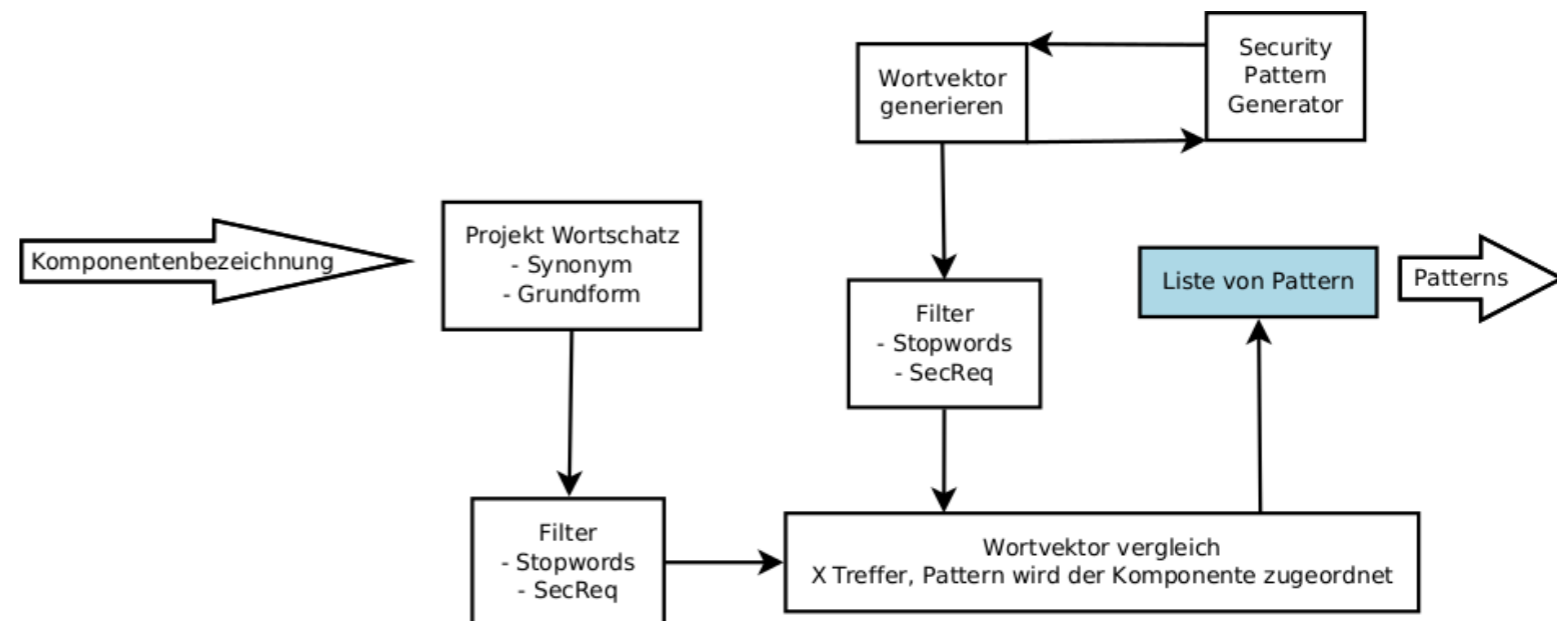 Wortvektor
generieren
Security
Pattern
Generator
Komponentenbezeichnung
Projekt Wortschatz
- Synonym
- Grundform
Filter
- Stopwords
- SecReq
Liste von Pattern
Patterns
Filter
- Stopwords
- SecReq
Wortvektor vergleich
X Treffer, Pattern wird der Komponente zugeordnet